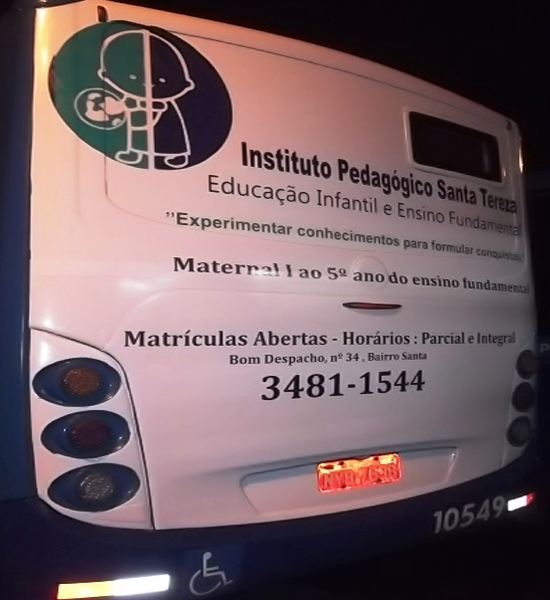 Instituto Pedagógico Santa Tereza
Educação Infantil e Ensino Fundamental
"Experimentar conhecimentos para formular conquistas"
Maternal I ao 5º ano do ensino fundamental
Matrículas Abertas - Horários : Parcial e Integral
Bom Despacho, nº 34 . Bairro Santa
3481-1544
10549